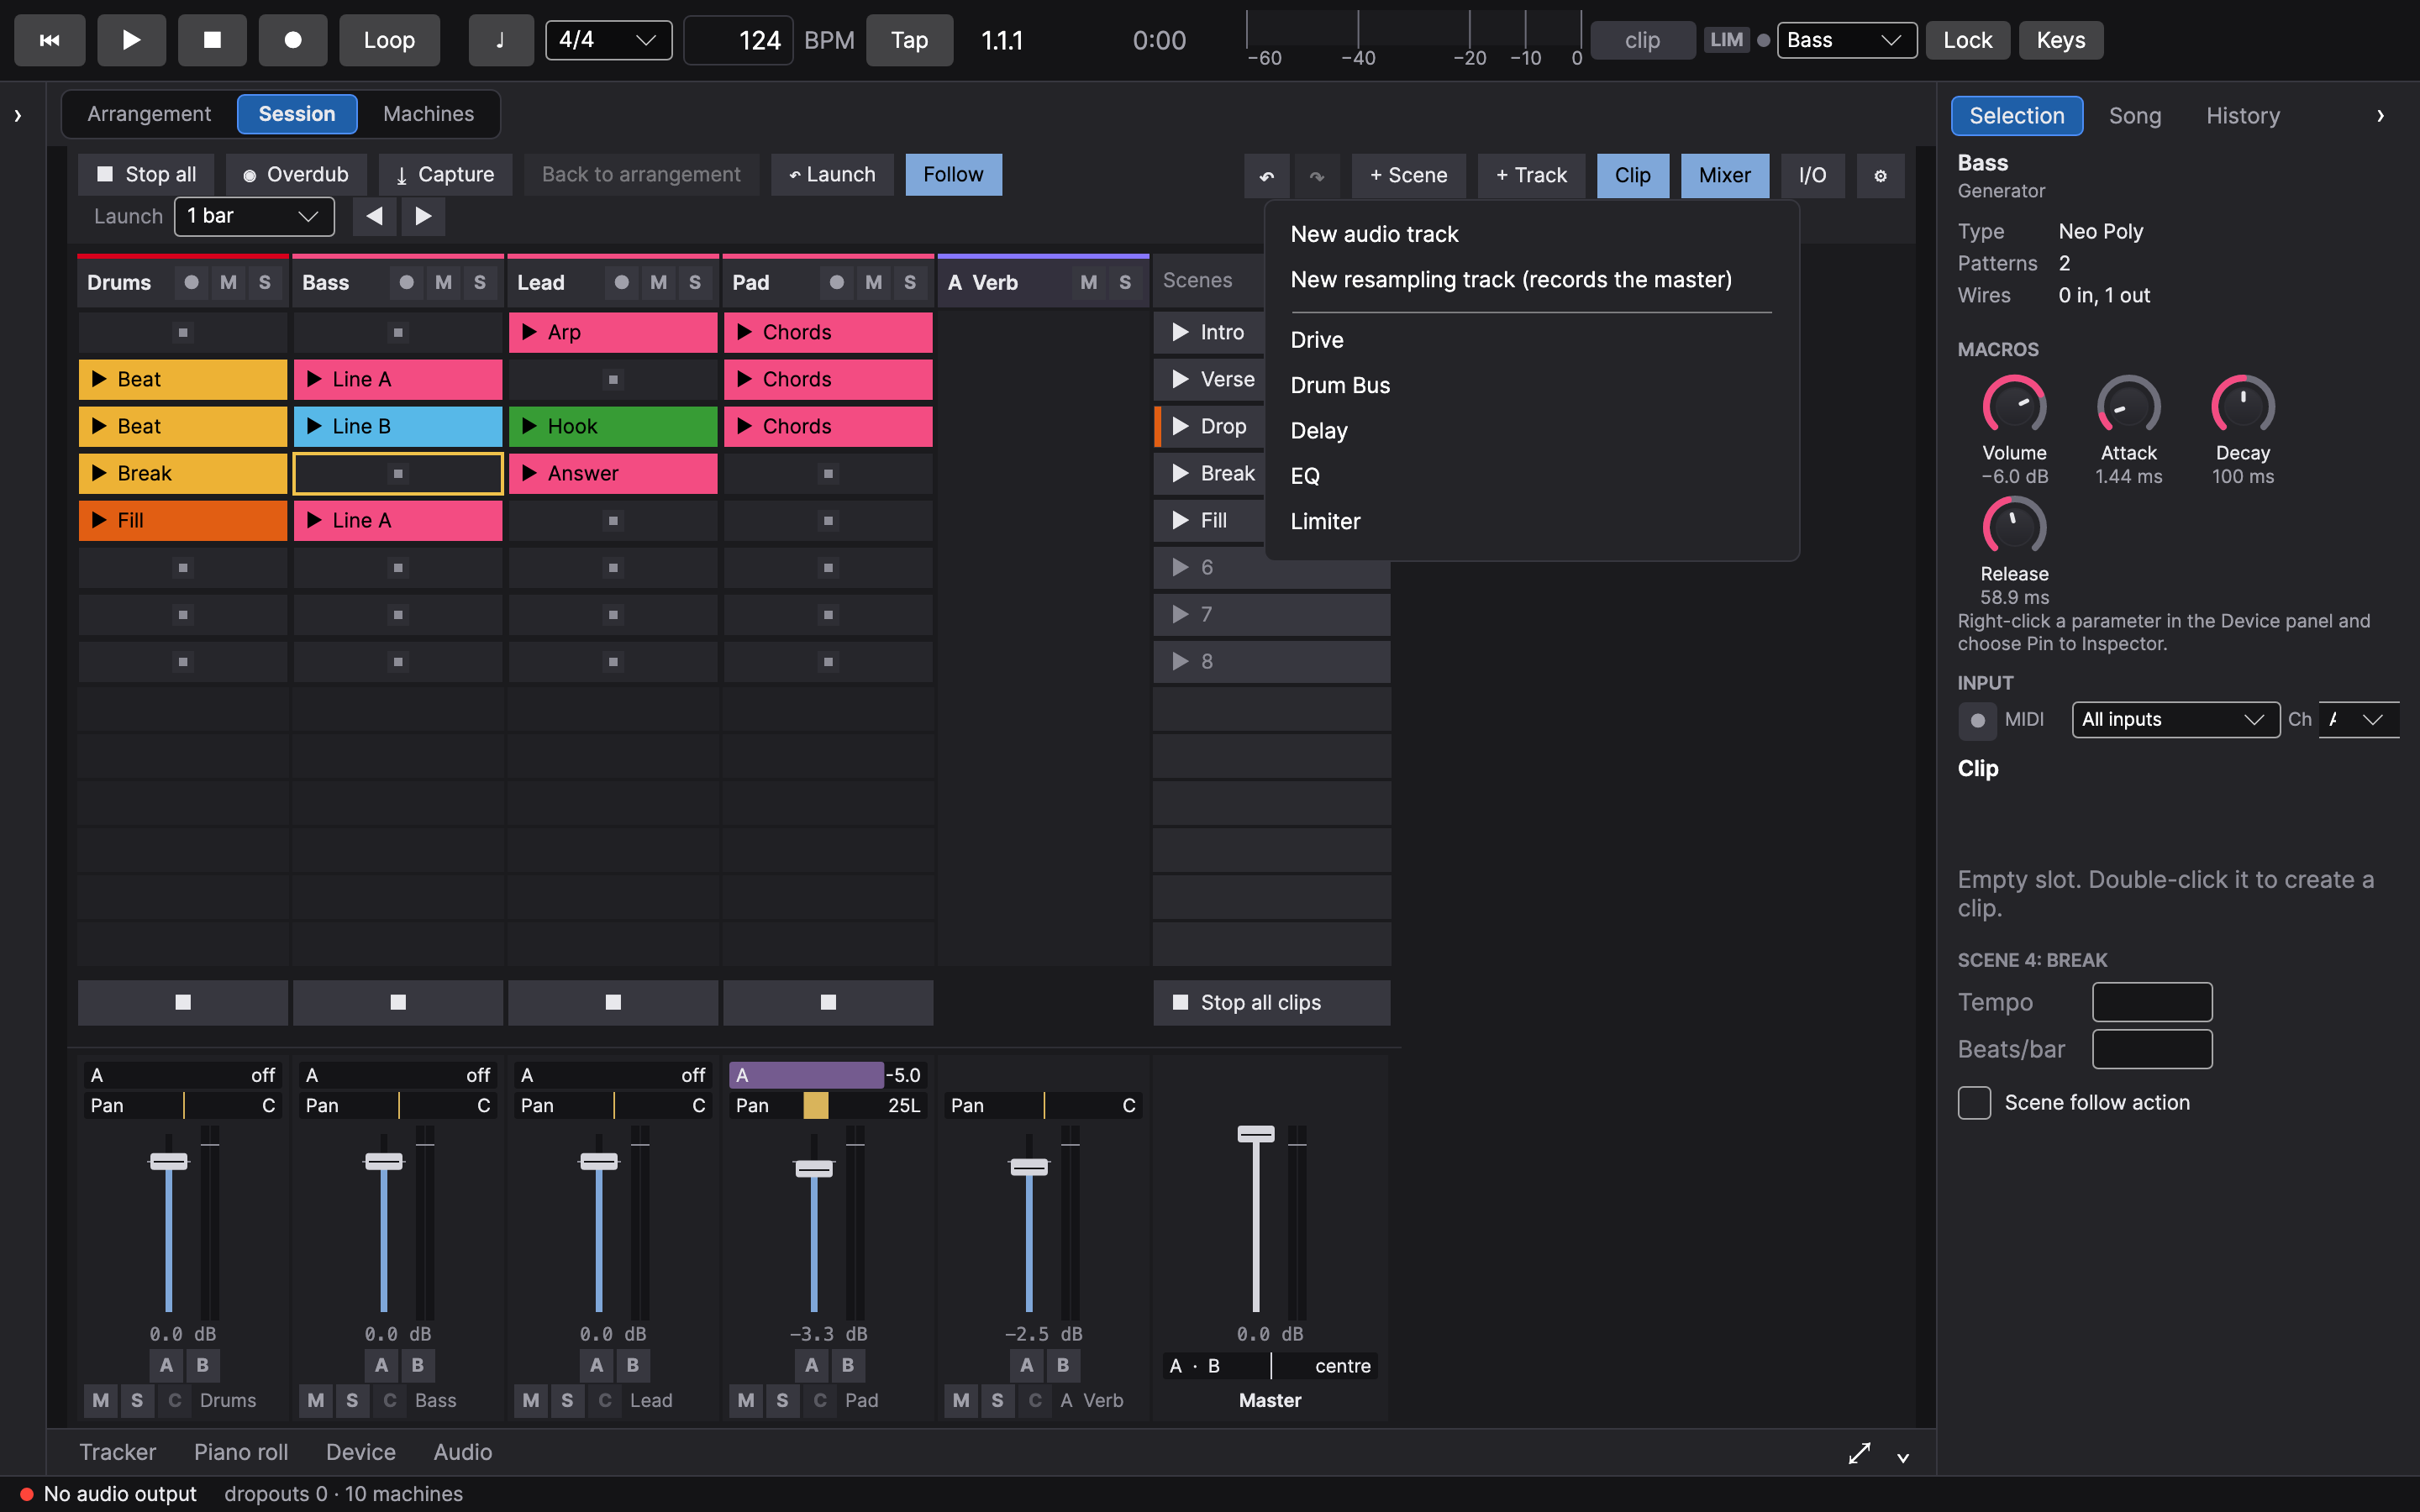 Loop 4/4 124 BPM Tap 1.1.1 0:00 −60 −40 −20 −10 0 clip LIM Bass Lock Keys
Arrangement Session Machines
Selection Song History
Stop all Overdub Capture Back to arrangement Launch Follow + Scene + Track Clip Mixer I/O
Launch 1 bar
New audio track
New resampling track (records the master)
Drive
Drum Bus
Delay
EQ
Limiter
Drums M S Bass M S Lead M S Pad M S A Verb M S Scenes
Arp Chords Intro
Beat Line A Chords Verse
Beat Line B Hook Chords Drop
Break Answer Break
Fill Line A Fill
6
7
8
Stop all clips
A off A off A off A -5.0
Pan C Pan C Pan C Pan 25L Pan C
0.0 dB 0.0 dB 0.0 dB −3.3 dB −2.5 dB 0.0 dB
A B A B A B A B A B A · B centre
M S C Drums M S C Bass M S C Lead M S C Pad M S C A Verb Master
Bass
Generator
Type Neo Poly
Patterns 2
Wires 0 in, 1 out
MACROS
Volume Attack Decay
−6.0 dB 1.44 ms 100 ms
Release
58.9 ms
Right-click a parameter in the Device panel and
choose Pin to Inspector.
INPUT
MIDI All inputs Ch
Clip
Empty slot. Double-click it to create a
clip.
SCENE 4: BREAK
Tempo
Beats/bar
Scene follow action
Tracker Piano roll Device Audio
No audio output dropouts 0 · 10 machines